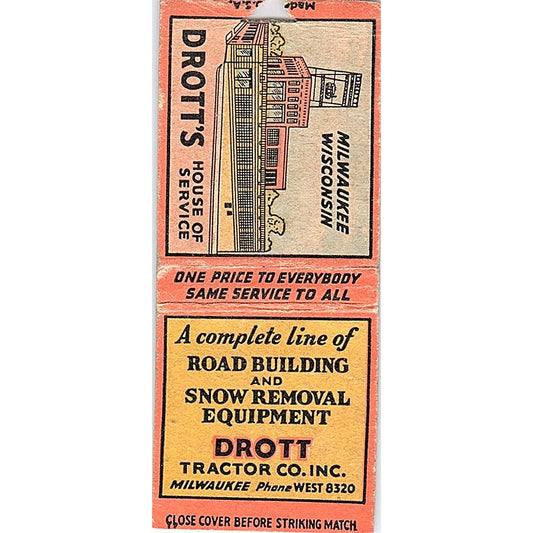 Made U.S.A.
DROTT'S
HOUSE OF
SERVICE
MILWAUKEE
WISCONSIN
ONE PRICE TO EVERYBODY
SAME SERVICE TO ALL
A complete line of
ROAD BUILDING
AND
SNOW REMOVAL
EQUIPMENT
DROTT
TRACTOR CO. INC.
MILWAUKEE Phone WEST 8320
CLOSE COVER BEFORE STRIKING MATCH